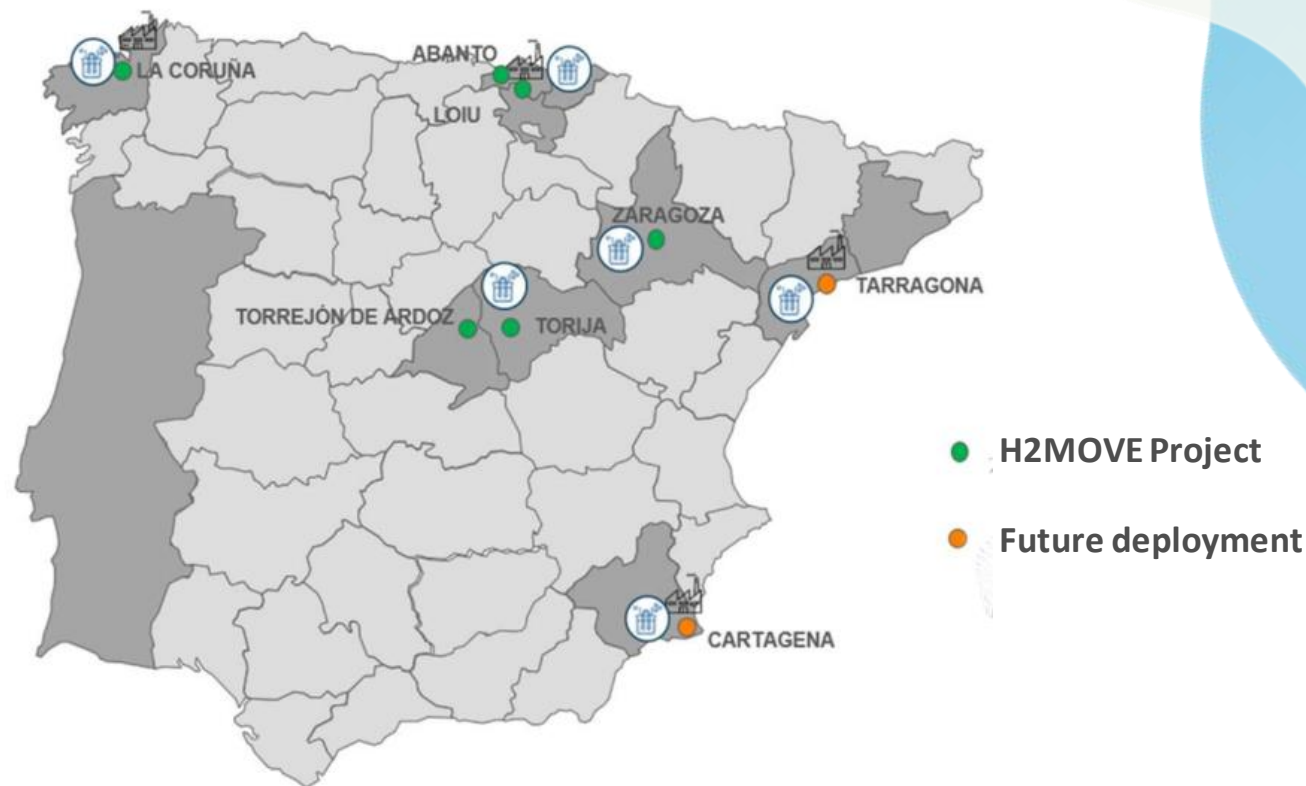 ABANTO
LA CORUÑA
LOIU
ZARAGOZA
TARRAGONA
TORREJÓN DE ARDOZ
TORIJA
H2MOVE Project
Future deployment
CARTAGENA